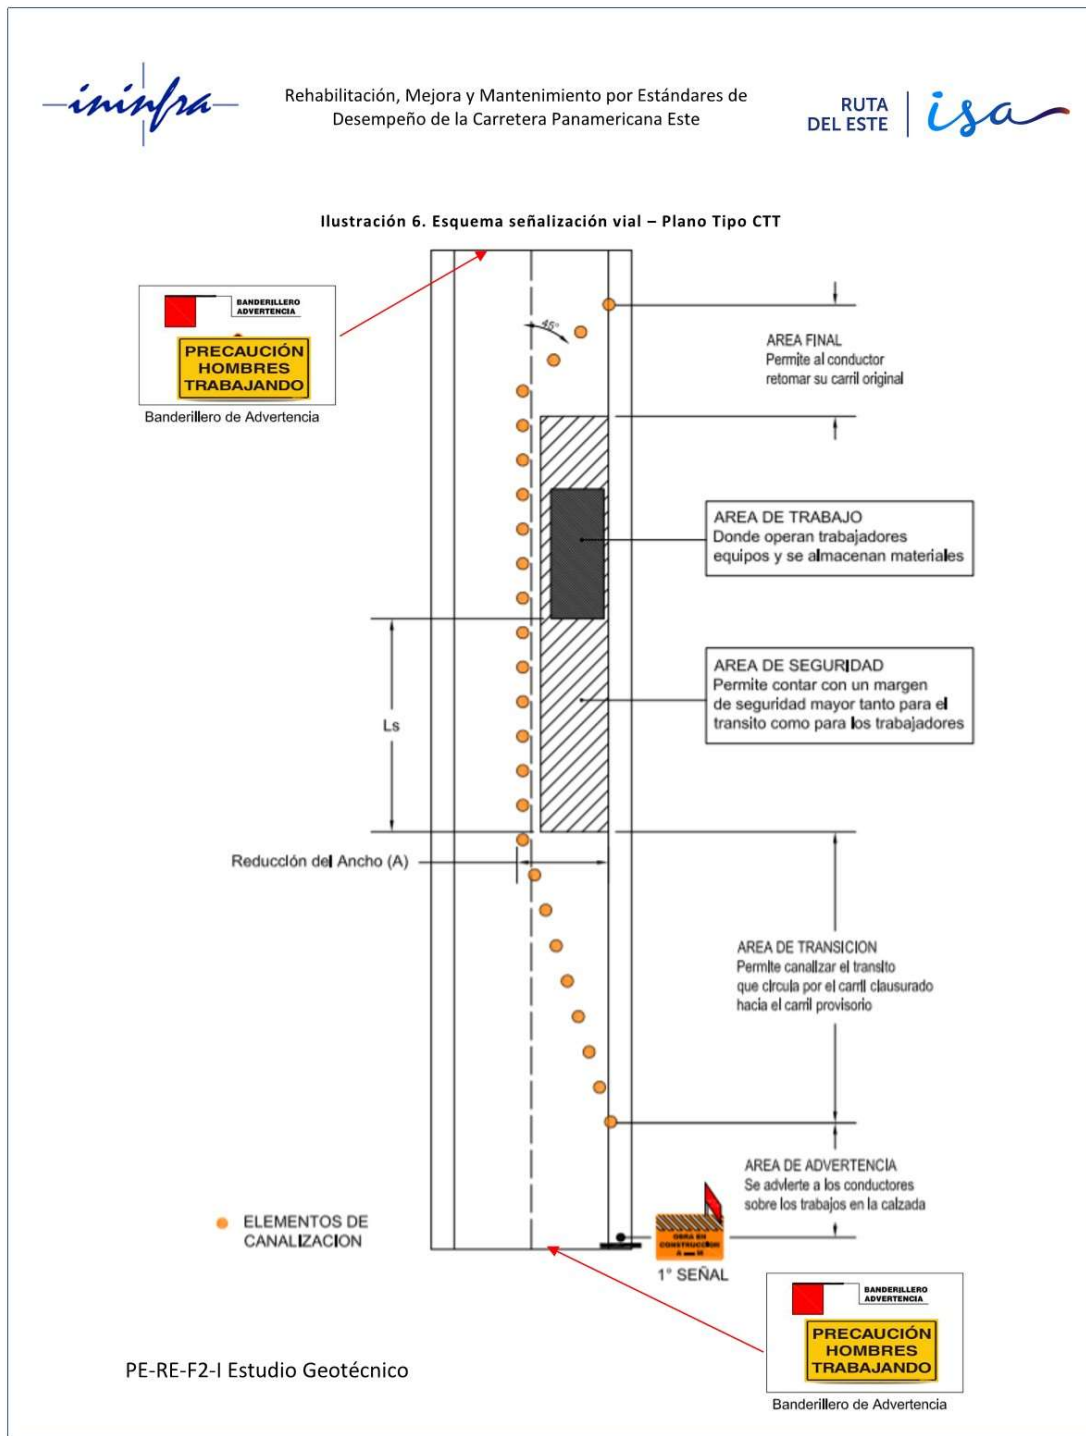 ininfra
Rehabilitación, Mejora y Mantenimiento por Estándares de
Desempeño de la Carretera Panamericana Este
RUTA
DEL ESTE
isa
Ilustración 6. Esquema señalización vial – Plano Tipo CTT
BANDERILLERO
ADVERTENCIA
PRECAUCIÓN
HOMBRES
TRABAJANDO
Banderillero de Advertencia
45°
AREA FINAL
Permite al conductor
retomar su carril original
AREA DE TRABAJO
Donde operan trabajadores
equipos y se almacenan materiales
AREA DE SEGURIDAD
Permite contar con un margen
de seguridad mayor tanto para el
transito como para los trabajadores
Ls
Reducción del Ancho (A)
AREA DE TRANSICION
Permite canalizar el transito
que circula por el carril clausurado
hacia el carril provisorio
AREA DE ADVERTENCIA
Se advierte a los conductores
sobre los trabajos en la calzada
ELEMENTOS DE
CANALIZACION
OBRA EN
CONSTRUCCION
A — M
1° SEÑAL
BANDERILLERO
ADVERTENCIA
PRECAUCIÓN
HOMBRES
TRABAJANDO
Banderillero de Advertencia
PE-RE-F2-I Estudio Geotécnico